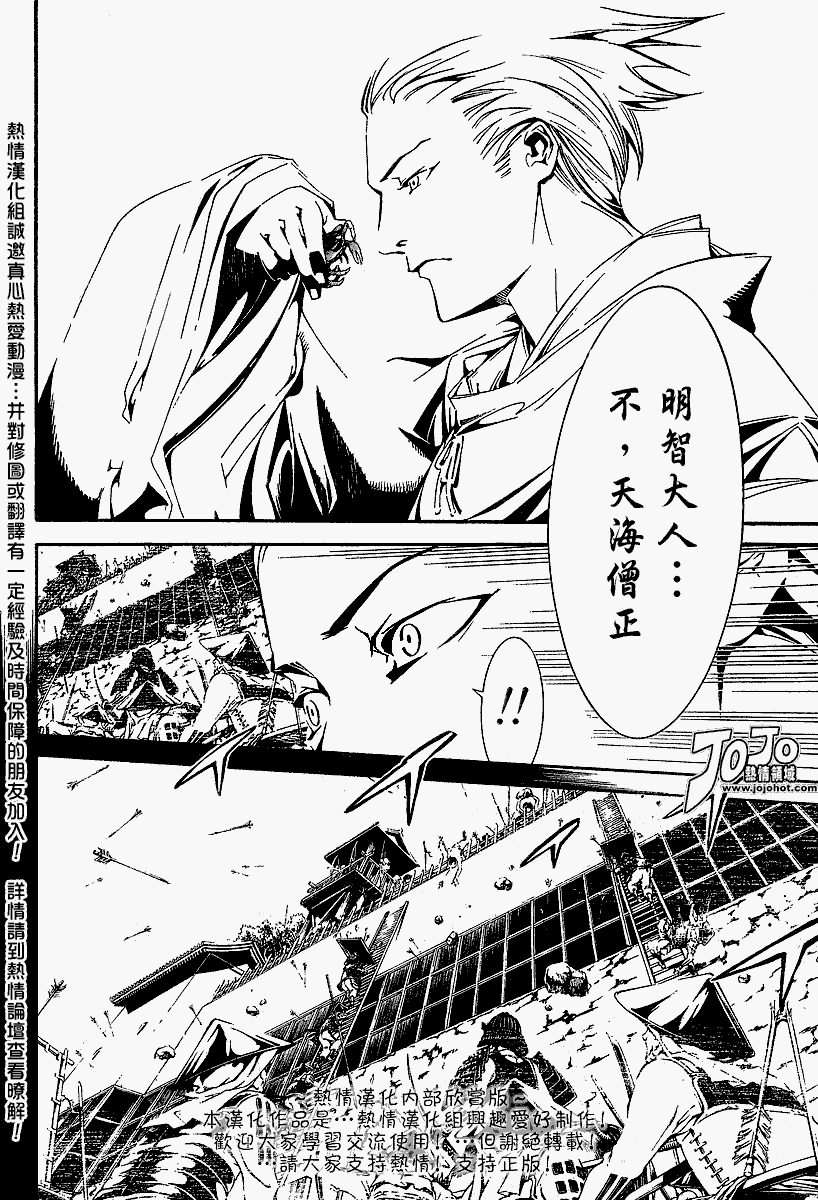 明智大人…
不，天海僧正
!!
JOJO
熱情領域
www.jojohot.com
熱情漢化組誠邀真心熱愛動漫…并對修圖或翻譯有一定經驗及時間保障的朋友加入！ 詳情請到熱情論壇查看瞭解！
熱情漢化內部欣賞版
本漢化作品是…熱情漢化組興趣愛好制作！
歡迎大家學習交流使用！…但謝絕轉載！
…請大家支持熱情！支持正版！